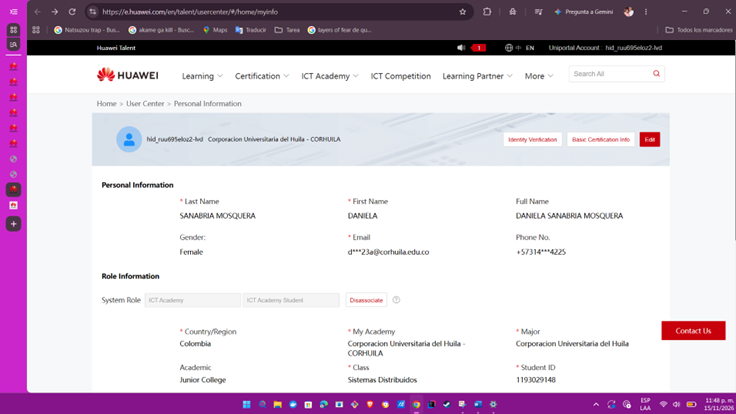 https://e.huawei.com/en/talent/usercenter/#/home/myinfo
Pregunta a Gemini
Natsuzou trap - Busc...
akame ga kill - Busc...
Maps
Traducir
Tarea
layers of fear de qu...
Todos los marcadores
Huawei Talent
1
中 EN
Uniportal Account hid_ruu695eloz2-lvd
HUAWEI
Learning
Certification
ICT Academy
ICT Competition
Learning Partner
More
Search All
Home > User Center > Personal Information
hid_ruu695eloz2-lvd Corporacion Universitaria del Huila - CORHUILA
Identity Verification
Basic Certification Info
Edit
Personal Information
* Last Name
* First Name
Full Name
SANABRIA MOSQUERA
DANIELA
DANIELA SANABRIA MOSQUERA
Gender:
* Email
Phone No.
Female
d***23a@corhuila.edu.co
+57314***4225
Role Information
System Role
ICT Academy
ICT Academy Student
Disassociate
* Country/Region
* My Academy
* Major
Colombia
Corporacion Universitaria del Huila -
CORHUILA
Corporacion Universitaria del Huila
Contact Us
Academic
* Class
* Student ID
Junior College
Sistemas Distribuidos
1193029148
ESP
LAA
11:48 p. m.
15/11/2026